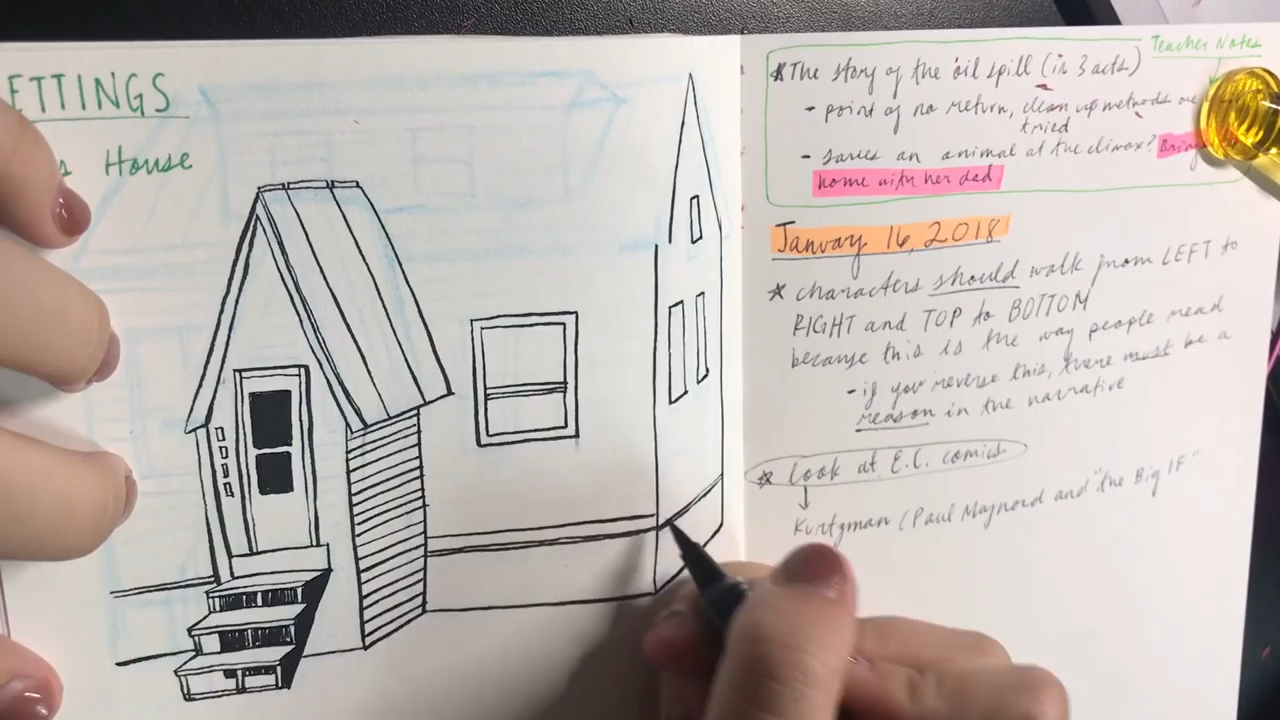 ETTINGS
s House
Teacher Notes
* The story of the oil spill (in 3 acts)
- point of no return, clean up methods are
tried
- saves an animal at the climax? Bring
home with her dad
January 16, 2018
* characters should walk from LEFT to
RIGHT and TOP to BOTTOM
because this is the way people read
- if you reverse this, there must be a
reason in the narrative
* look at E.C. comics
Kurtzman (Paul Maynord and "the Big IF"